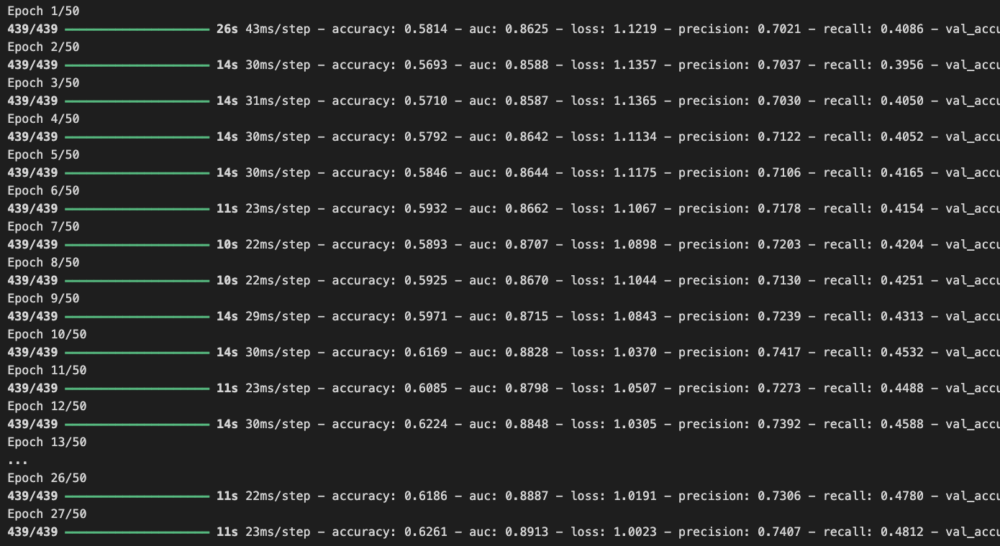 Epoch 1/50
439/439 ━━━━━━━━━━━━━━━━━━━━ 26s 43ms/step – accuracy: 0.5814 – auc: 0.8625 – loss: 1.1219 – precision: 0.7021 – recall: 0.4086 – val_accu
Epoch 2/50
439/439 ━━━━━━━━━━━━━━━━━━━━ 14s 30ms/step – accuracy: 0.5693 – auc: 0.8588 – loss: 1.1357 – precision: 0.7037 – recall: 0.3956 – val_accu
Epoch 3/50
439/439 ━━━━━━━━━━━━━━━━━━━━ 14s 31ms/step – accuracy: 0.5710 – auc: 0.8587 – loss: 1.1365 – precision: 0.7030 – recall: 0.4050 – val_accu
Epoch 4/50
439/439 ━━━━━━━━━━━━━━━━━━━━ 14s 30ms/step – accuracy: 0.5792 – auc: 0.8642 – loss: 1.1134 – precision: 0.7122 – recall: 0.4052 – val_accu
Epoch 5/50
439/439 ━━━━━━━━━━━━━━━━━━━━ 14s 30ms/step – accuracy: 0.5846 – auc: 0.8644 – loss: 1.1175 – precision: 0.7106 – recall: 0.4165 – val_accu
Epoch 6/50
439/439 ━━━━━━━━━━━━━━━━━━━━ 11s 23ms/step – accuracy: 0.5932 – auc: 0.8662 – loss: 1.1067 – precision: 0.7178 – recall: 0.4154 – val_accu
Epoch 7/50
439/439 ━━━━━━━━━━━━━━━━━━━━ 10s 22ms/step – accuracy: 0.5893 – auc: 0.8707 – loss: 1.0898 – precision: 0.7203 – recall: 0.4204 – val_accu
Epoch 8/50
439/439 ━━━━━━━━━━━━━━━━━━━━ 10s 22ms/step – accuracy: 0.5925 – auc: 0.8670 – loss: 1.1044 – precision: 0.7130 – recall: 0.4251 – val_accu
Epoch 9/50
439/439 ━━━━━━━━━━━━━━━━━━━━ 14s 29ms/step – accuracy: 0.5971 – auc: 0.8715 – loss: 1.0843 – precision: 0.7239 – recall: 0.4313 – val_accu
Epoch 10/50
439/439 ━━━━━━━━━━━━━━━━━━━━ 14s 30ms/step – accuracy: 0.6169 – auc: 0.8828 – loss: 1.0370 – precision: 0.7417 – recall: 0.4532 – val_accu
Epoch 11/50
439/439 ━━━━━━━━━━━━━━━━━━━━ 11s 23ms/step – accuracy: 0.6085 – auc: 0.8798 – loss: 1.0507 – precision: 0.7273 – recall: 0.4488 – val_accu
Epoch 12/50
439/439 ━━━━━━━━━━━━━━━━━━━━ 14s 30ms/step – accuracy: 0.6224 – auc: 0.8848 – loss: 1.0305 – precision: 0.7392 – recall: 0.4588 – val_accu
Epoch 13/50
...
Epoch 26/50
439/439 ━━━━━━━━━━━━━━━━━━━━ 11s 22ms/step – accuracy: 0.6186 – auc: 0.8887 – loss: 1.0191 – precision: 0.7306 – recall: 0.4780 – val_accu
Epoch 27/50
439/439 ━━━━━━━━━━━━━━━━━━━━ 11s 23ms/step – accuracy: 0.6261 – auc: 0.8913 – loss: 1.0023 – precision: 0.7407 – recall: 0.4812 – val_accu